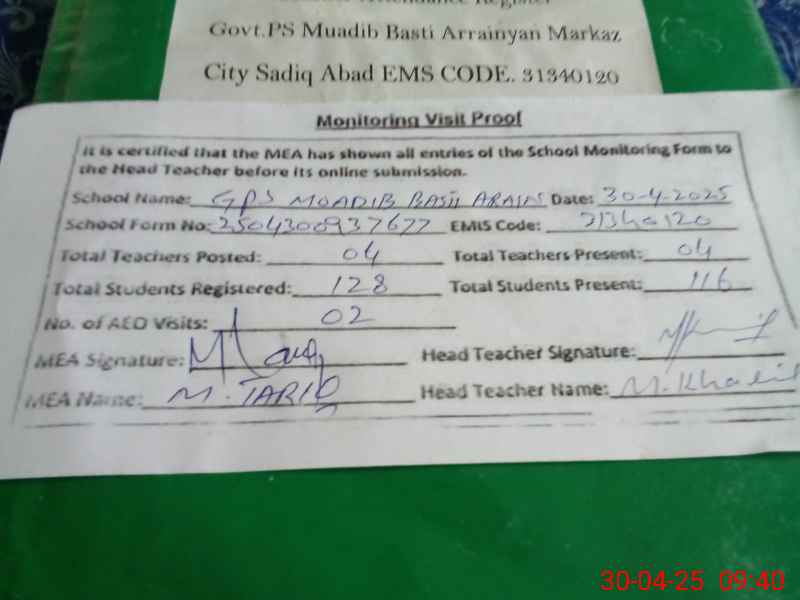 Attendance Register
Govt.PS Muadib Basti Arrainyan Markaz
City Sadiq Abad EMS CODE. 31340120
Monitoring Visit Proof
It is certified that the MEA has shown all entries of the School Monitoring Form to
the Head Teacher before its online submission.
School Name: GPS MOADIB BASTI ARAIN Date: 30-4-2025
School Form No: 2504300937677 EMIS Code: 31340120
Total Teachers Posted: 04 Total Teachers Present: 04
Total Students Registered: 128 Total Students Present: 116
No. of AEO Visits: 02
MEA Signature: Head Teacher Signature:
MEA Name: M. TARIQ Head Teacher Name: M. Khalil
30-04-25 09:40